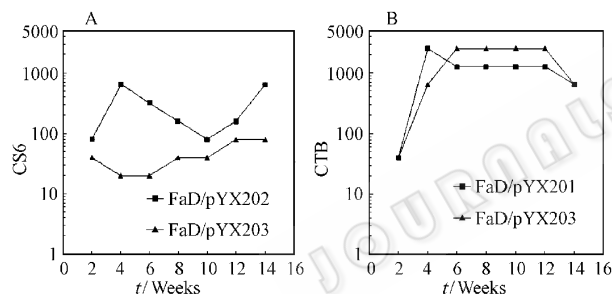 A
5000
1000
100
10
1
CS6
FaD/pYX202
FaD/pYX203
0 2 4 6 8 10 12 14 16
t/ Weeks
B
5000
1000
100
10
1
CTB
FaD/pYX201
FaD/pYX203
0 2 4 6 8 10 12 14 16
t/ Weeks
JOURNALS